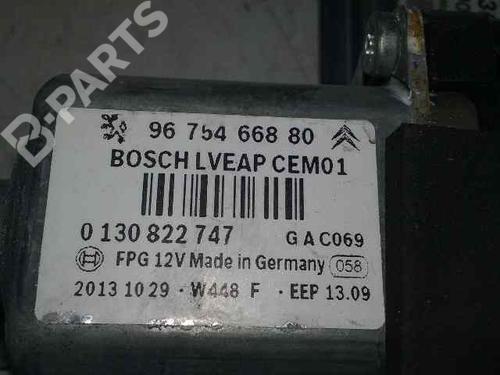 B-PARTS
96 754 668 80
BOSCH LVEAP CEM01
0 130 822 747 G A C069
FPG 12V Made in Germany 058
2013 10 29 · W448 F · EEP 13.09